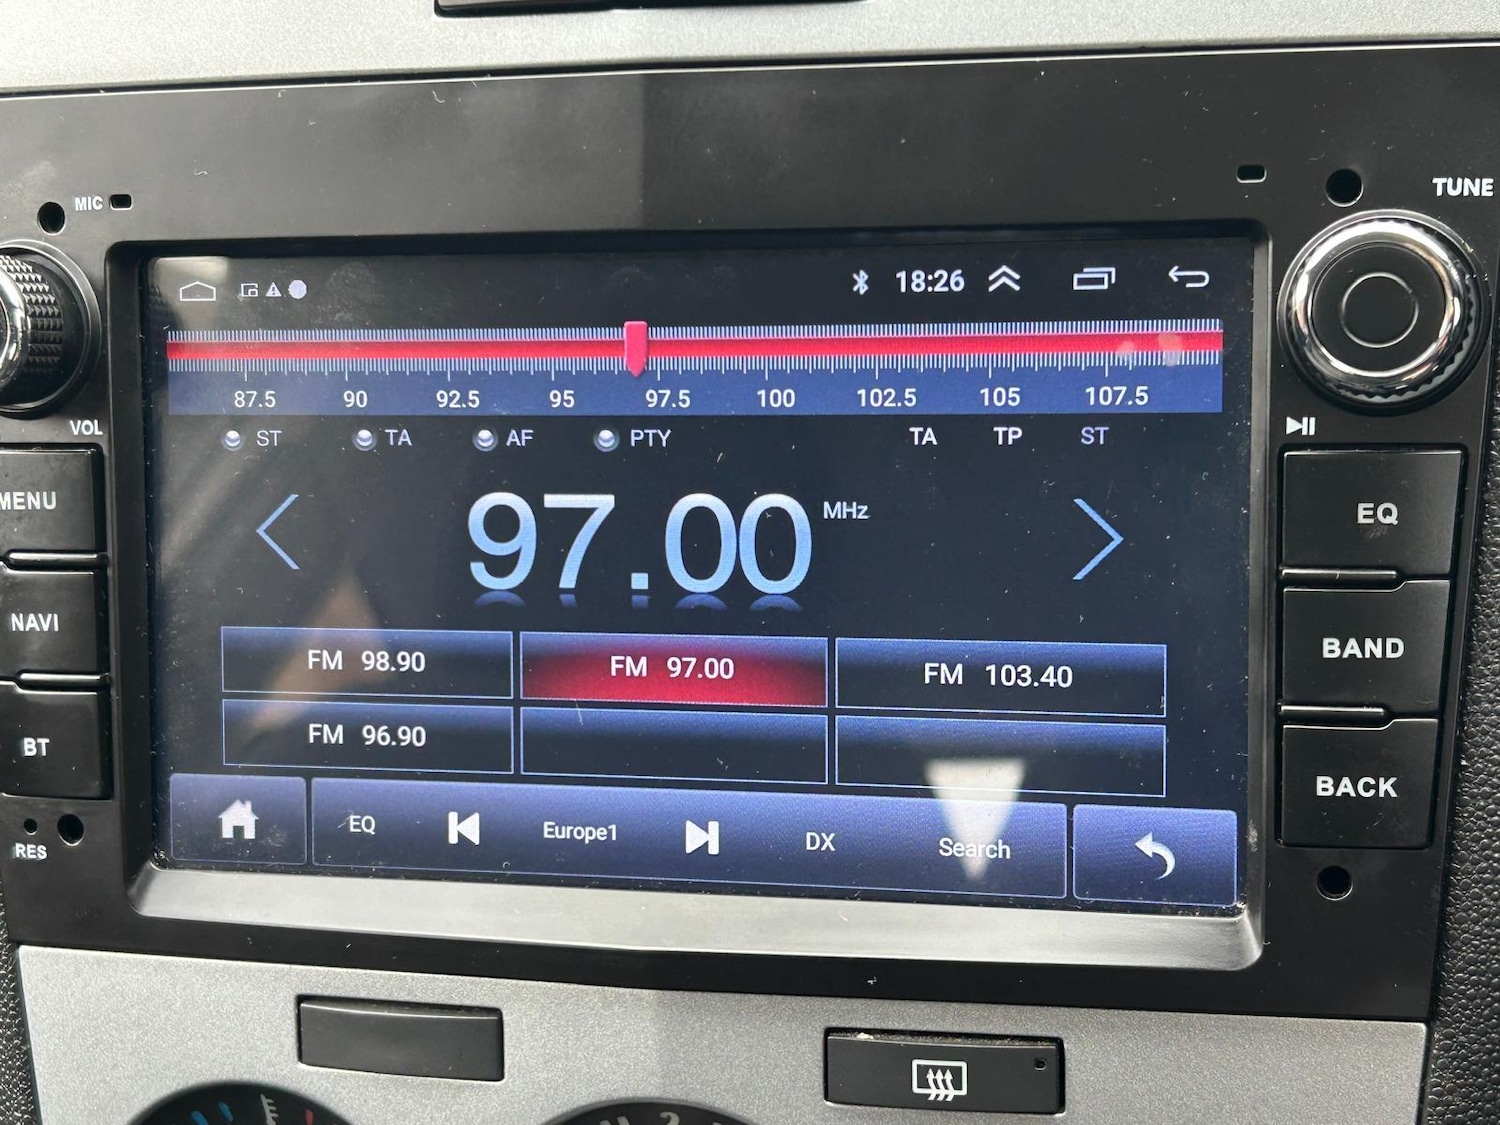 MIC
TUNE
18:26
87.5 90 92.5 95 97.5 100 102.5 105 107.5
VOL
ST TA AF PTY TA TP ST
MENU
97.00 MHz
EQ
NAVI
BAND
FM 98.90 FM 97.00 FM 103.40
FM 96.90
BT
BACK
EQ Europe1 DX Search
RES
2